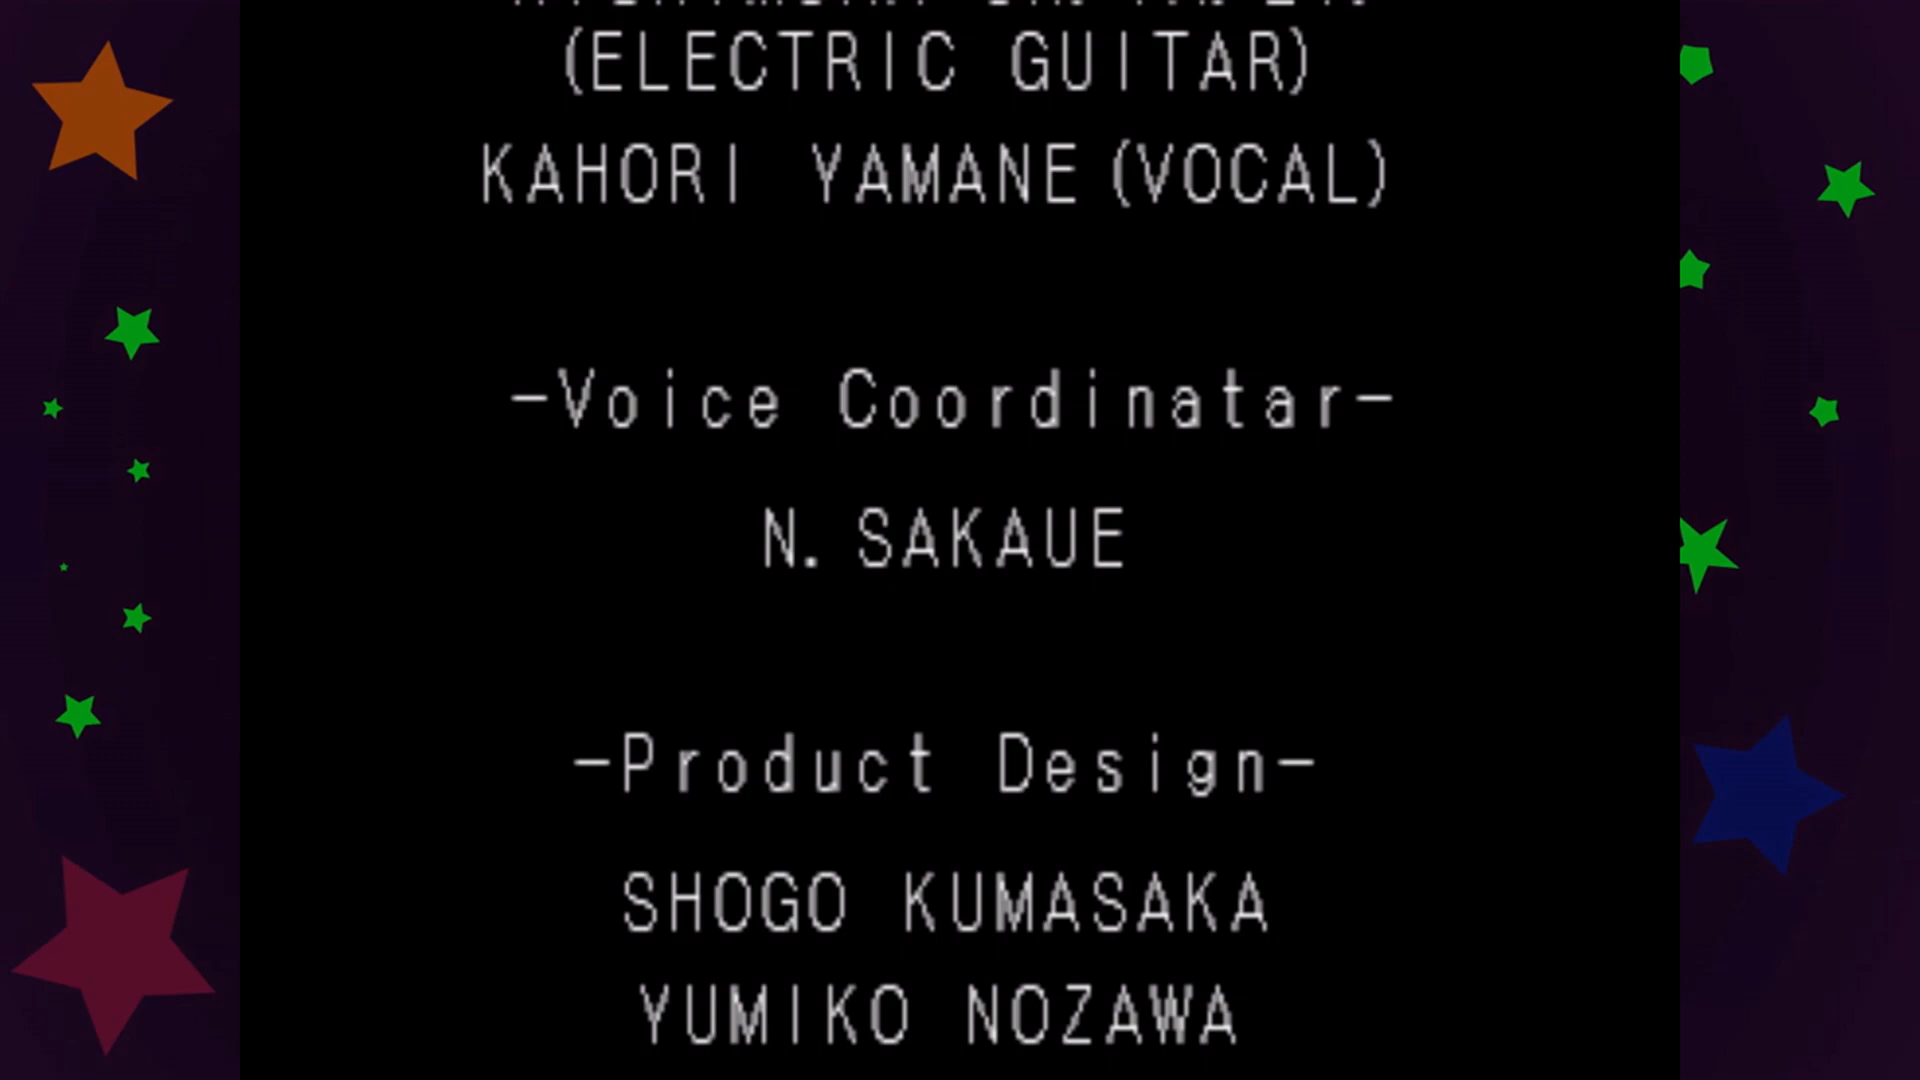 (ELECTRIC GUITAR)
KAHORI YAMANE (VOCAL)
-Voice Coordinatar-
N. SAKAUE
-Product Design-
SHOGO KUMASAKA
YUMIKO NOZAWA